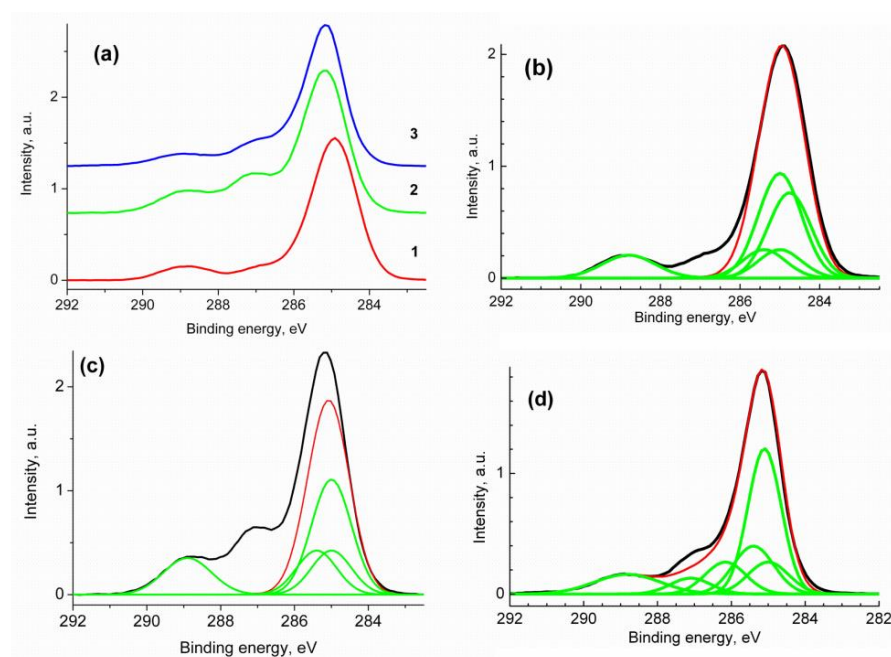 (a)
3
2
1
Intensity, a.u.
2
1
0
292 290 288 286 284
Binding energy, eV
(b)
Intensity, a.u.
2
1
0
292 290 288 286 284
Binding energy, eV
(c)
Intensity, a.u.
2
1
0
292 290 288 286 284
Binding energy, eV
(d)
Intensity, a.u.
1
0
292 290 288 286 284 282
Binding energy, eV